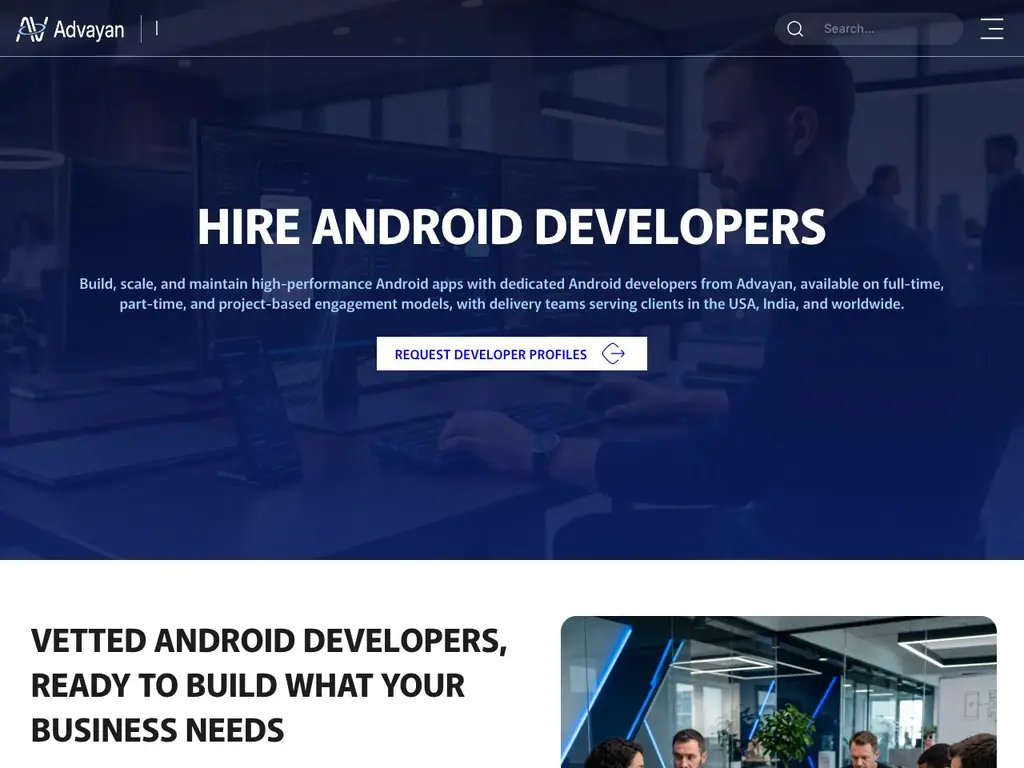 Advayan
Search...
HIRE ANDROID DEVELOPERS
Build, scale, and maintain high-performance Android apps with dedicated Android developers from Advayan, available on full-time,
part-time, and project-based engagement models, with delivery teams serving clients in the USA, India, and worldwide.
REQUEST DEVELOPER PROFILES
VETTED ANDROID DEVELOPERS,
READY TO BUILD WHAT YOUR
BUSINESS NEEDS